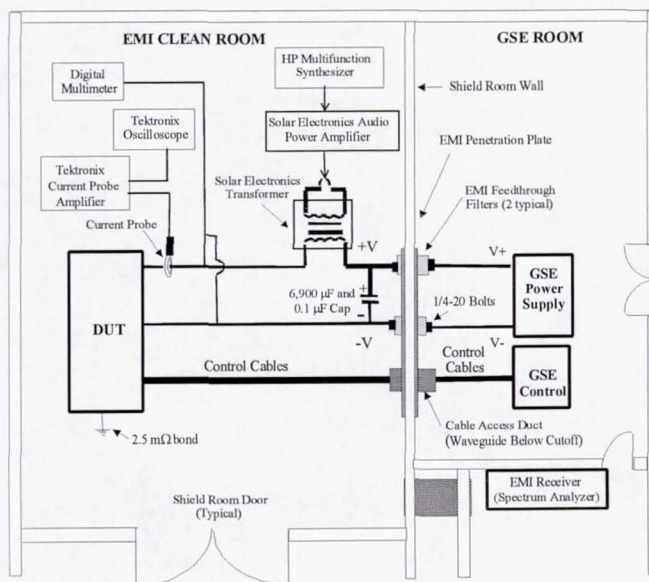 EMI CLEAN ROOM
GSE ROOM
Digital
Multimeter
HP Multifunction
Synthesizer
Shield Room Wall
Tektronix
Oscilloscope
Solar Electronics Audio
Power Amplifier
EMI Penetration Plate
Tektronix
Current Probe
Amplifier
Solar Electronics
Transformer
EMI Feedthrough
Filters (2 typical)
Current Probe
+V
V+
6,900 µF and
0.1 µF Cap
+
-
GSE
Power
Supply
1/4-20 Bolts
DUT
-V
V-
Control Cables
Control
Cables
GSE
Control
2.5 mΩ bond
Cable Access Duct
(Waveguide Below Cutoff)
Shield Room Door
(Typical)
EMI Receiver
(Spectrum Analyzer)